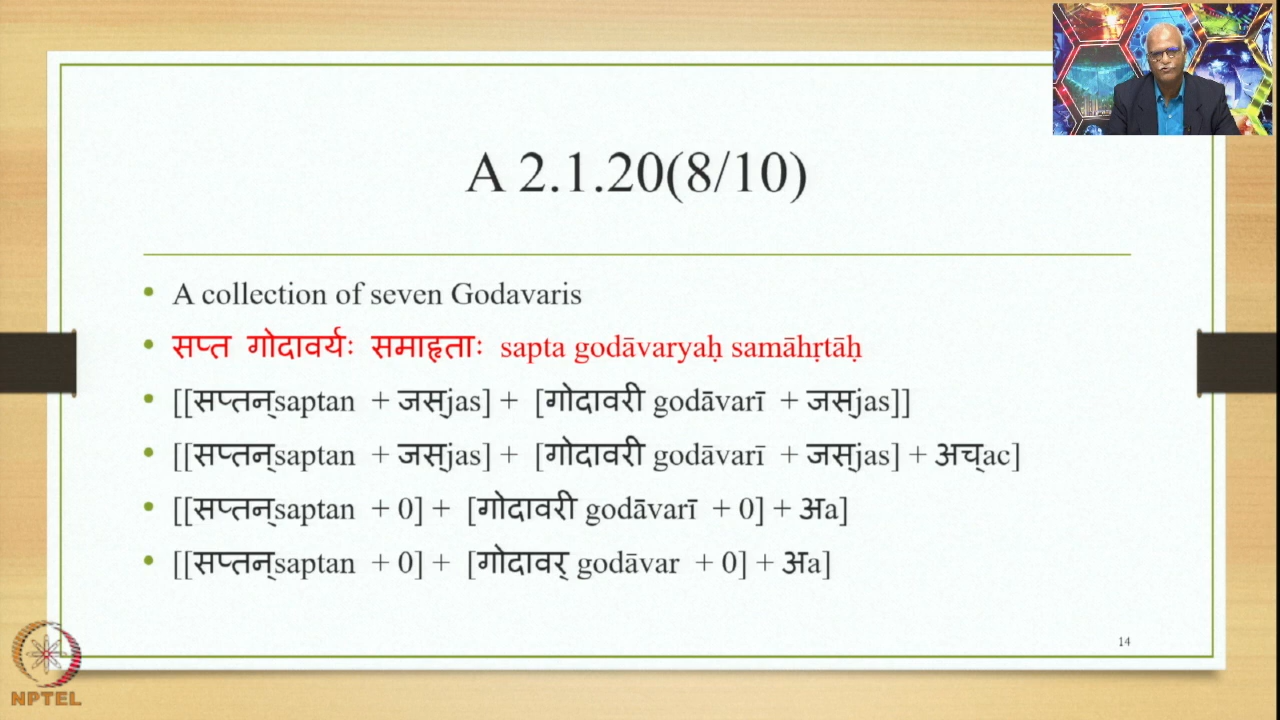 A 2.1.20(8/10)
• A collection of seven Godavaris
• सप्त गोदावर्यः समाहृताः sapta godāvaryaḥ samāhṛtāḥ
• [[सप्तन्saptan + जस्jas] + [गोदावरी godāvarī + जस्jas]]
• [[सप्तन्saptan + जस्jas] + [गोदावरी godāvarī + जस्jas] + अच्ac]
• [[सप्तन्saptan + 0] + [गोदावरी godāvarī + 0] + अa]
• [[सप्तन्saptan + 0] + [गोदावर् godāvar + 0] + अa]
14
NPTEL